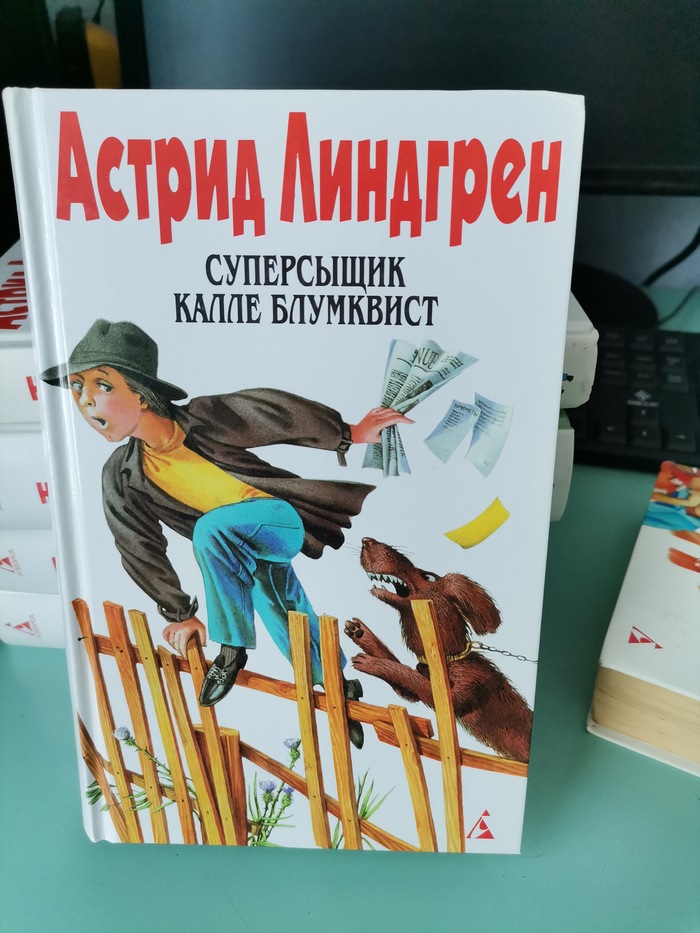 Астрид Линдгрен
СУПЕРСЫЩИК
КАЛЛЕ БЛУМКВИСТ